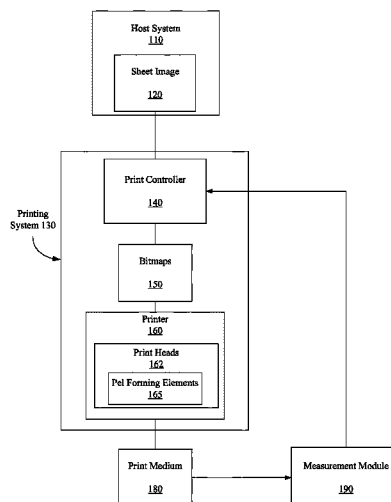 Host System
110
Sheet Image
120
Print Controller
140
Printing
System 130
Bitmaps
150
Printer
160
Print Heads
162
Pel Forming Elements
165
Print Medium
180
Measurement Module
190